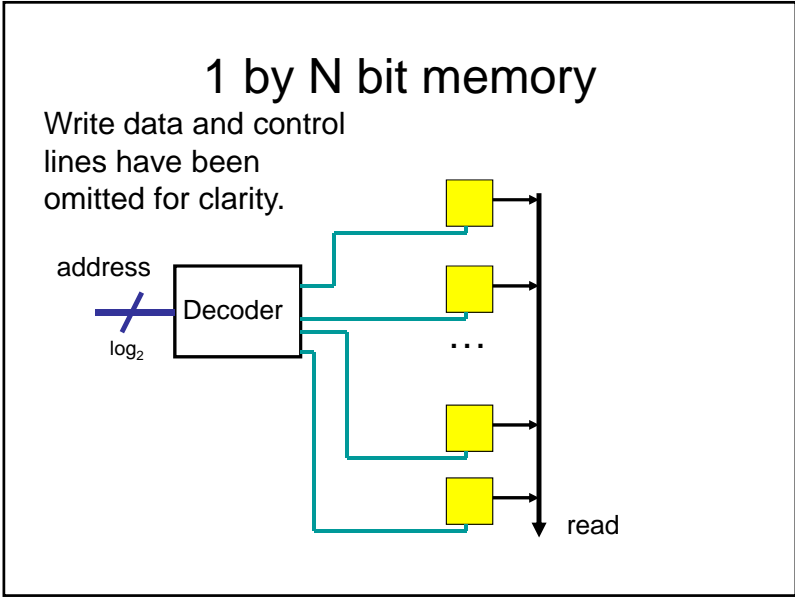 1 by N bit memory
Write data and control
lines have been
omitted for clarity.
address
Decoder
log₂
...
read